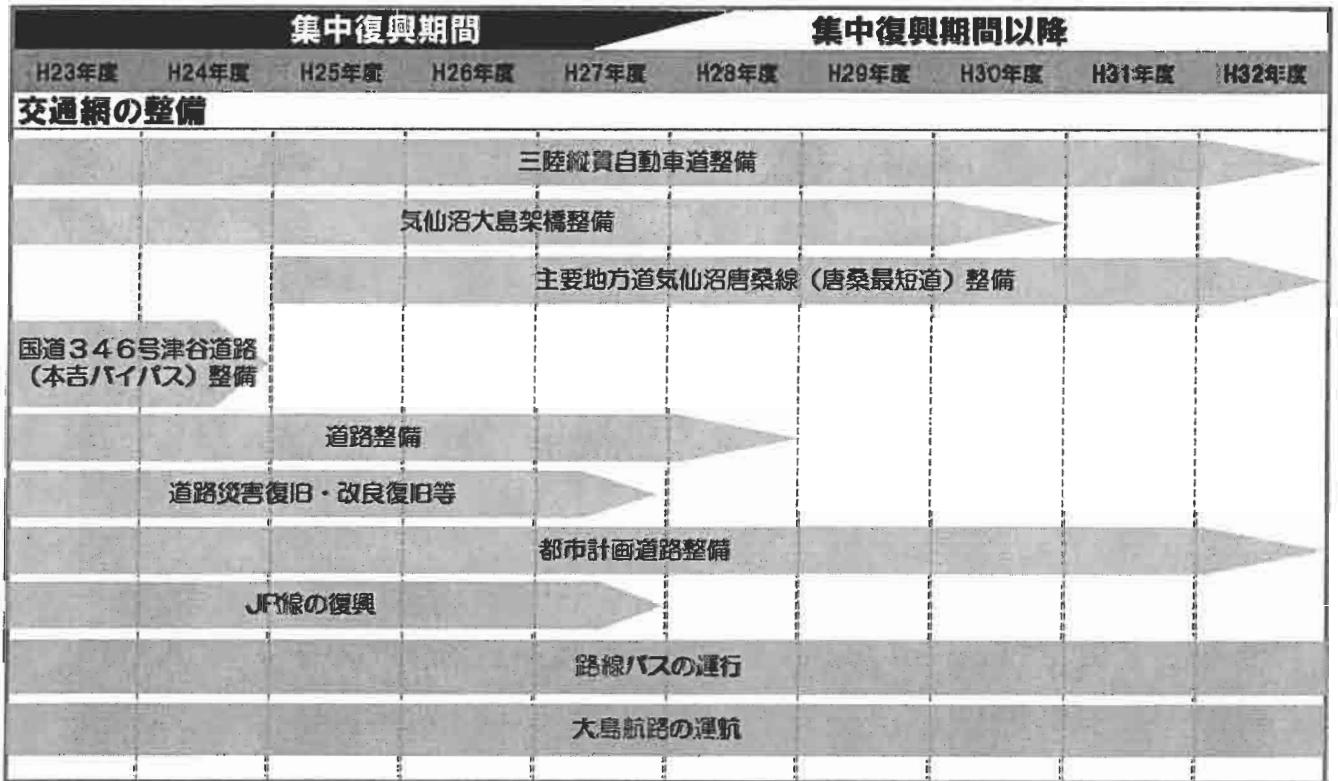 集中復興期間
集中復興期間以降
H23年度 H24年度 H25年度 H26年度 H27年度 H28年度 H29年度 H30年度 H31年度 H32年度
交通網の整備
三陸縦貫自動車道整備
気仙沼大島架橋整備
主要地方道気仙沼唐桑線（唐桑最短道）整備
国道３４６号津谷道路
（本吉バイパス）整備
道路整備
道路災害復旧・改良復旧等
都市計画道路整備
JR線の復興
路線バスの運行
大島航路の運航